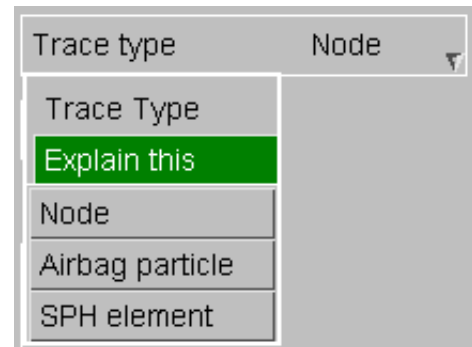 Trace type Node
Trace Type
Explain this
Node
Airbag particle
SPH element